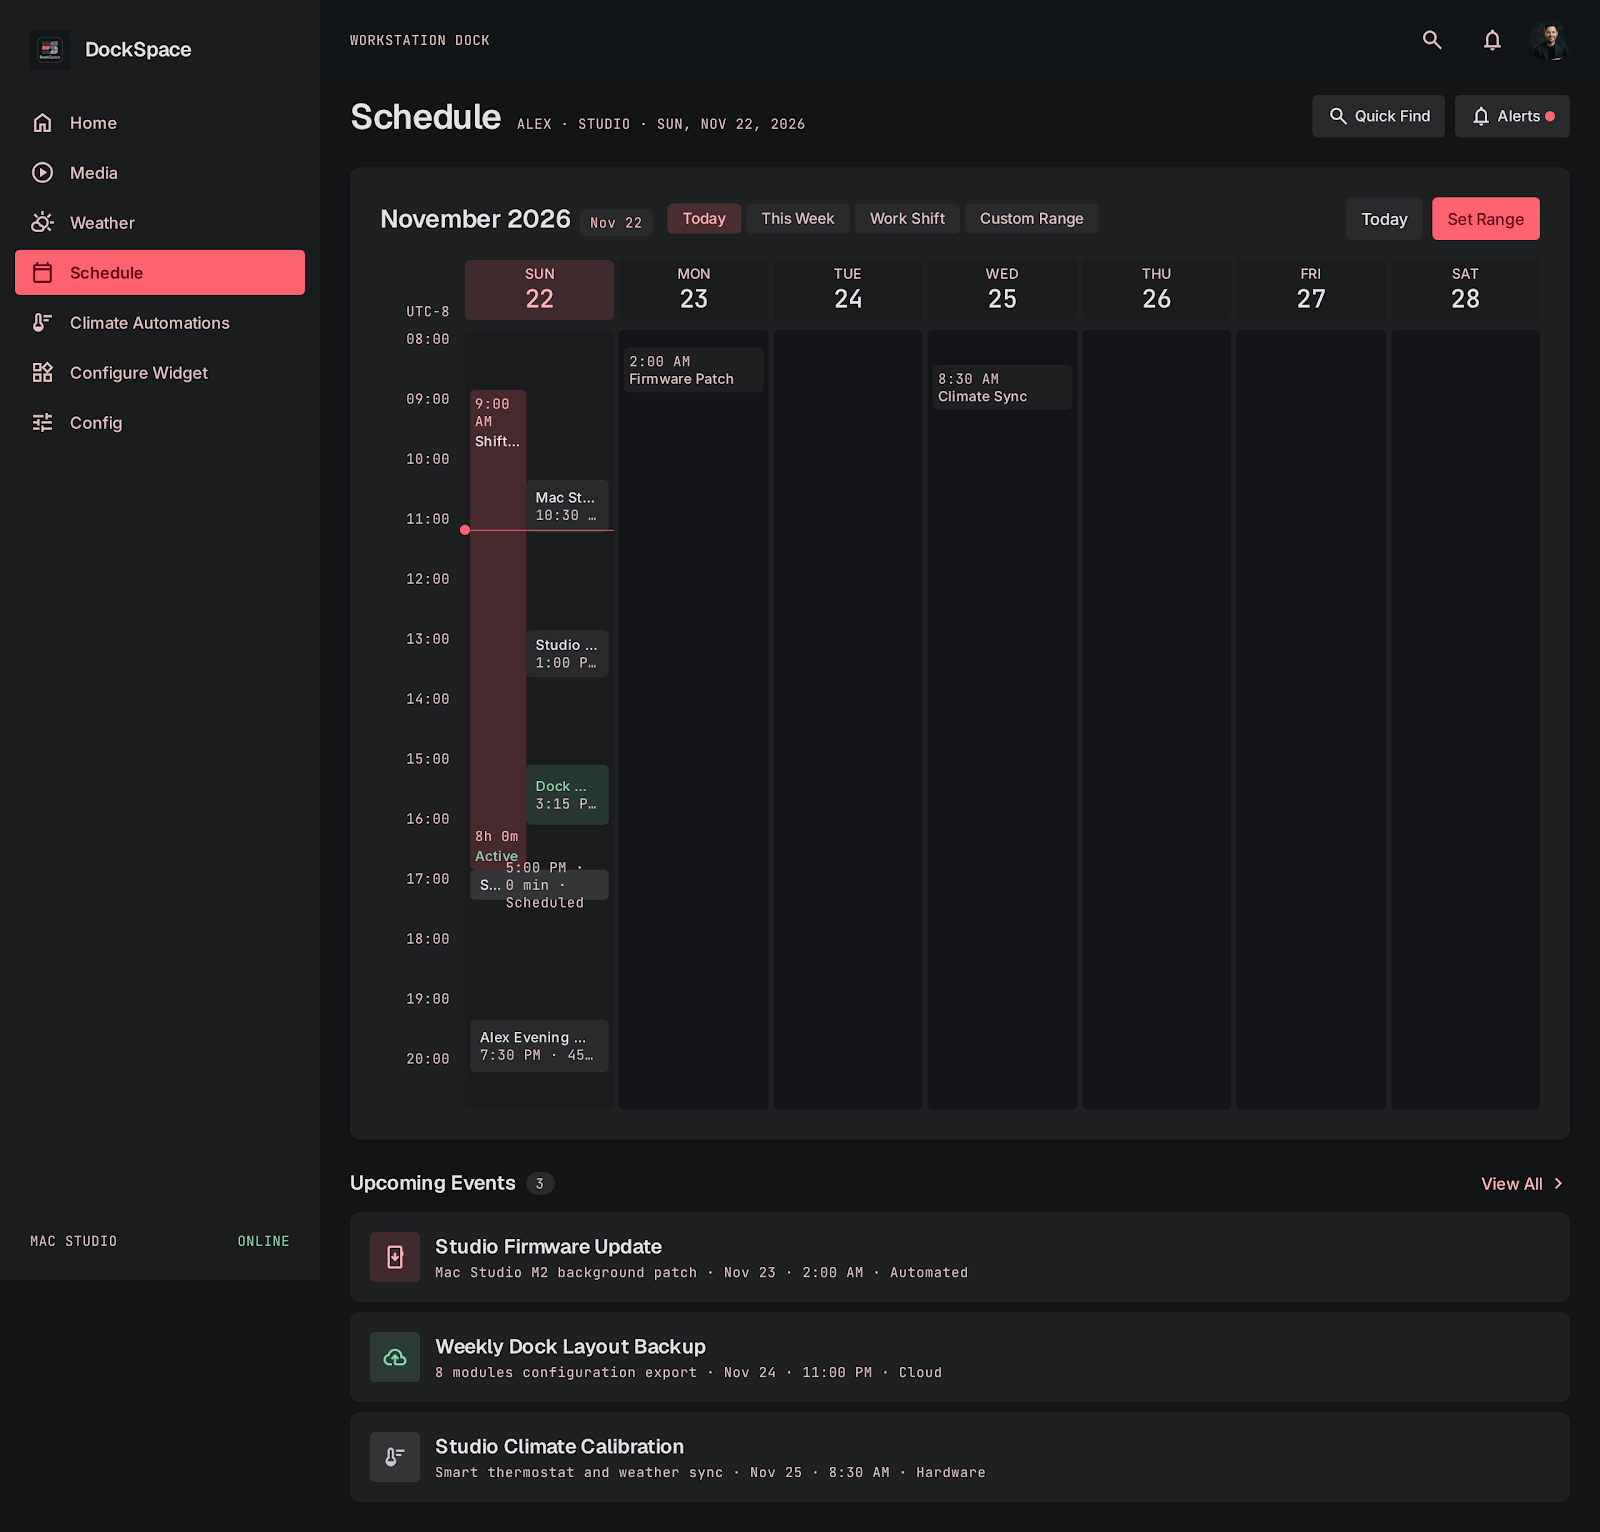 DockSpace
Home
Media
Weather
Schedule
Climate Automations
Configure Widget
Config
MAC STUDIO
ONLINE
WORKSTATION DOCK
Schedule
ALEX · STUDIO · SUN, NOV 22, 2026
Quick Find
Alerts
November 2026
Nov 22
Today
This Week
Work Shift
Custom Range
Today
Set Range
UTC-8
SUN
22
MON
23
TUE
24
WED
25
THU
26
FRI
27
SAT
28
08:00
09:00
10:00
11:00
12:00
13:00
14:00
15:00
16:00
17:00
18:00
19:00
20:00
9:00
AM
Shift...
8h 0m
Active
Mac St...
10:30 …
Studio ...
1:00 P…
Dock ...
3:15 P…
S...
5:00 PM ·
0 min ·
Scheduled
Alex Evening ...
7:30 PM · 45…
2:00 AM
Firmware Patch
8:30 AM
Climate Sync
Upcoming Events
3
View All
Studio Firmware Update
Mac Studio M2 background patch · Nov 23 · 2:00 AM · Automated
Weekly Dock Layout Backup
8 modules configuration export · Nov 24 · 11:00 PM · Cloud
Studio Climate Calibration
Smart thermostat and weather sync · Nov 25 · 8:30 AM · Hardware